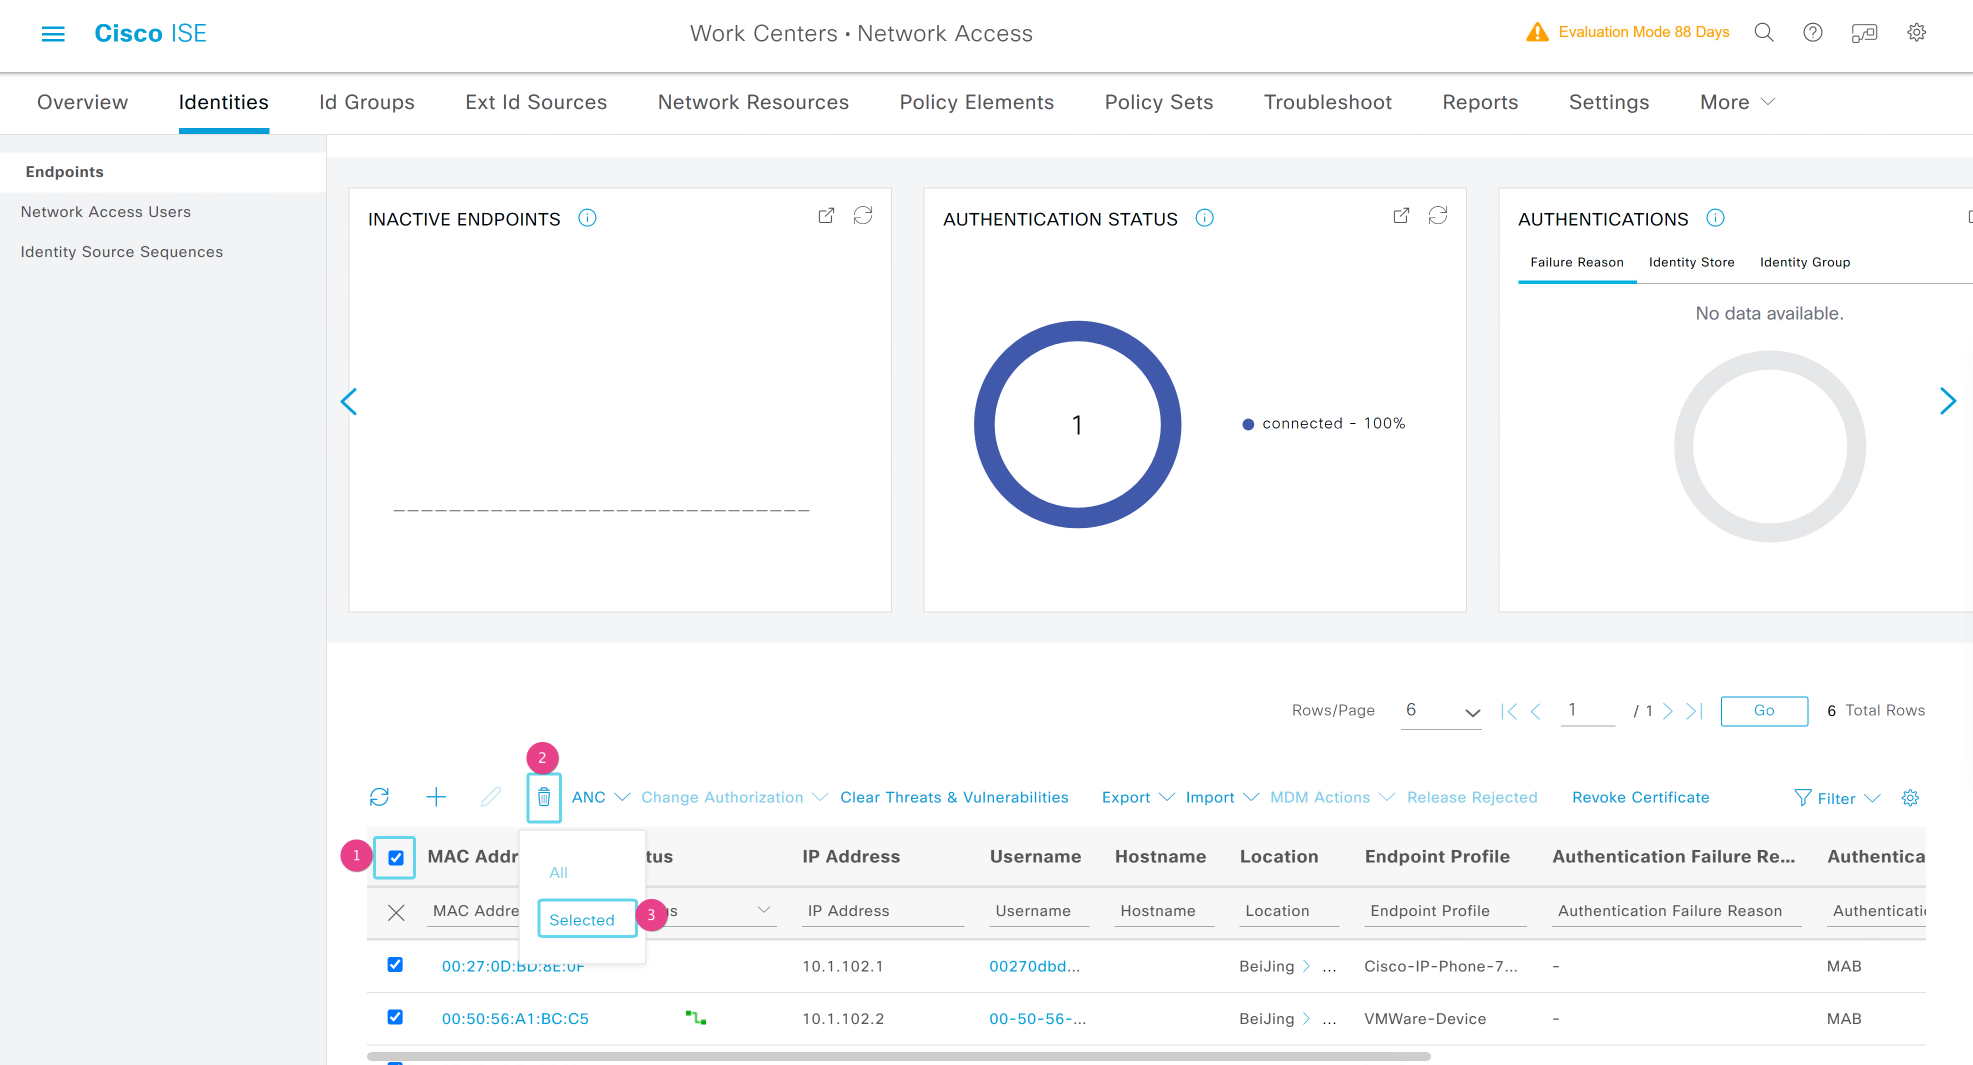 Cisco ISE
Work Centers • Network Access
Evaluation Mode 88 Days
Overview
Identities
Id Groups
Ext Id Sources
Network Resources
Policy Elements
Policy Sets
Troubleshoot
Reports
Settings
More
Endpoints
Network Access Users
Identity Source Sequences
INACTIVE ENDPOINTS
AUTHENTICATION STATUS
1
connected - 100%
AUTHENTICATIONS
Failure Reason Identity Store Identity Group
No data available.
Rows/Page 6 1 / 1 Go 6 Total Rows
2
ANC Change Authorization Clear Threats & Vulnerabilities Export Import MDM Actions Release Rejected Revoke Certificate Filter
1
MAC Addr tus IP Address Username Hostname Location Endpoint Profile Authentication Failure Re... Authentica
All
MAC Addre s IP Address Username Hostname Location Endpoint Profile Authentication Failure Reason Authenticati
Selected 3
00:27:0D:BD:8E:0F 10.1.102.1 00270dbd... BeiJing ... Cisco-IP-Phone-7... - MAB
00:50:56:A1:BC:C5 10.1.102.2 00-50-56-... BeiJing ... VMWare-Device - MAB